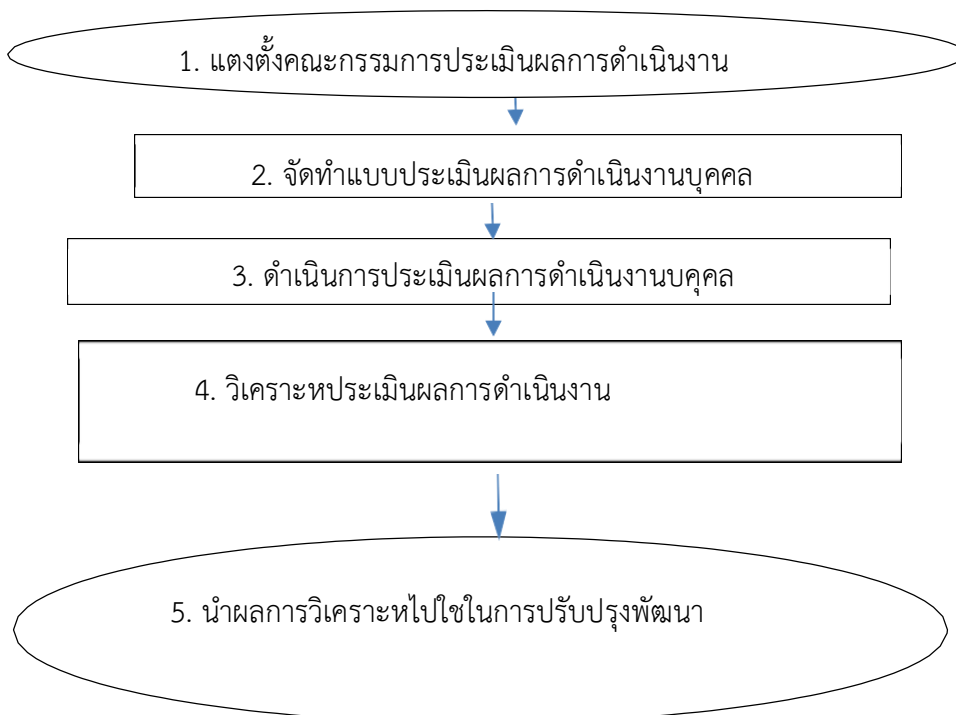 1. แตงตั้งคณะกรรมการประเมินผลการดำเนินงาน
2. จัดทำแบบประเมินผลการดำเนินงานบุคคล
3. ดำเนินการประเมินผลการดำเนินงานบคุคล
4. วิเคราะหประเมินผลการดำเนินงาน
5. นำผลการวิเคราะหไปใชในการปรับปรุงพัฒนา